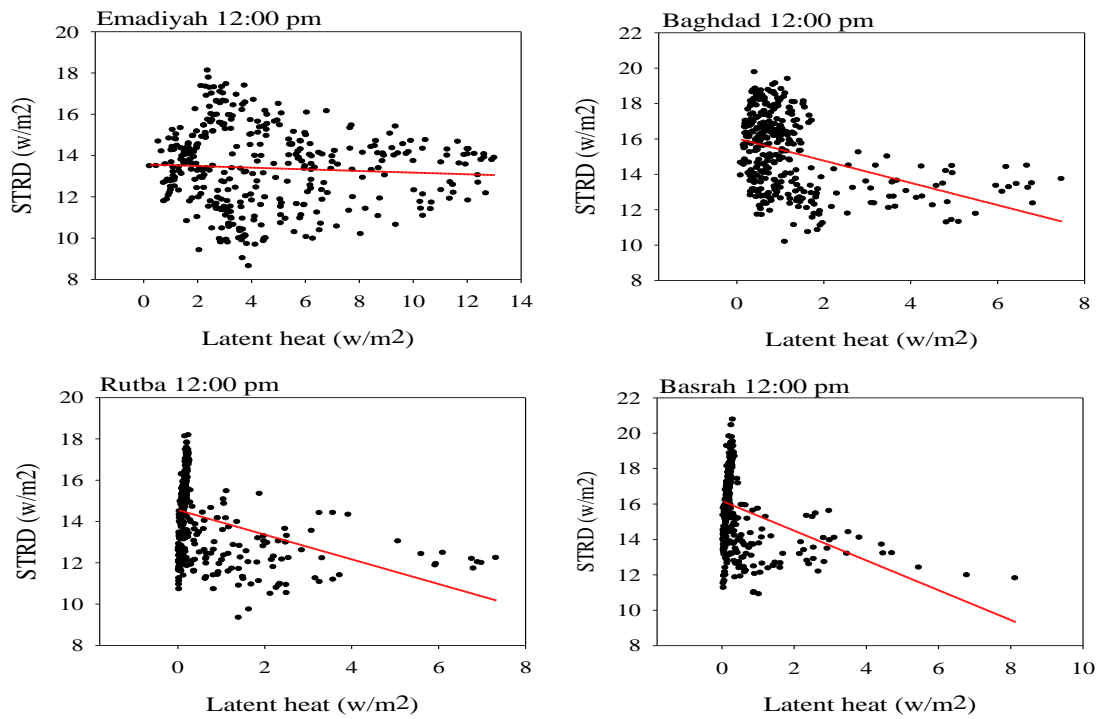 Emadiyah 12:00 pm
20
18
16
14
12
10
8
STRD (w/m2)
0 2 4 6 8 10 12 14
Latent heat (w/m2)
Baghdad 12:00 pm
22
20
18
16
14
12
10
8
STRD (w/m2)
0 2 4 6 8
Latent heat (w/m2)
Rutba 12:00 pm
20
18
16
14
12
10
8
STRD (w/m2)
0 2 4 6 8
Latent heat (w/m2)
Basrah 12:00 pm
22
20
18
16
14
12
10
8
STRD (w/m2)
0 2 4 6 8 10
Latent heat (w/m2)